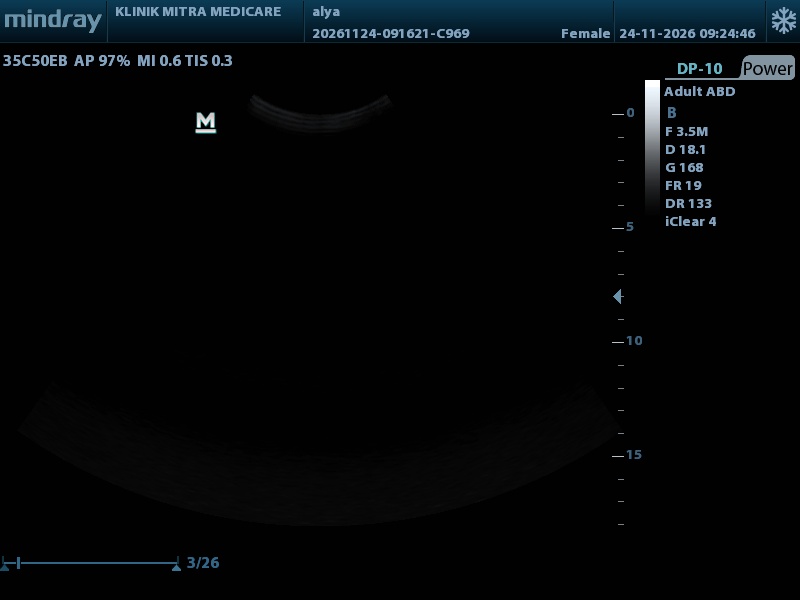 mindray
KLINIK MITRA MEDICARE
alya
20261124-091621-C969
Female
24-11-2026 09:24:46
35C50EB AP 97% MI 0.6 TIS 0.3
DP-10
Power
Adult ABD
B
F 3.5M
D 18.1
G 168
FR 19
DR 133
iClear 4
M
0
5
10
15
3/26